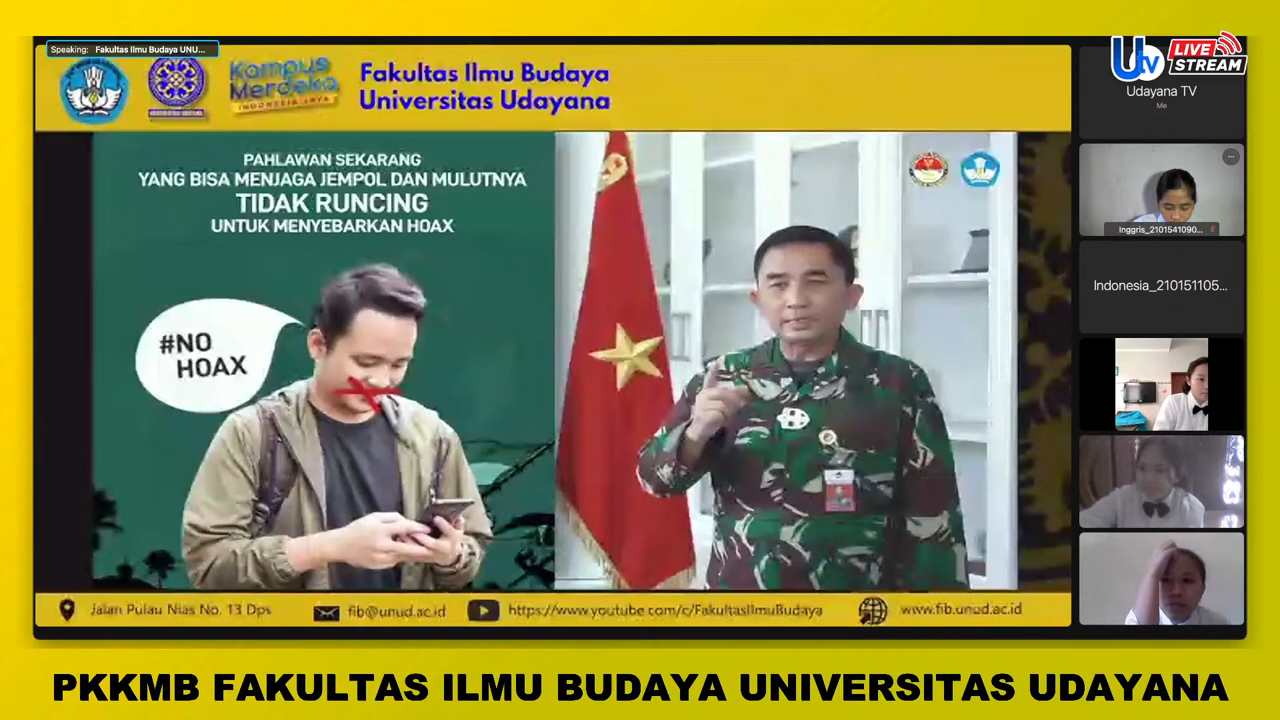 Speaking: Fakultas Ilmu Budaya UNU...
Kampus
Merdeka
INDONESIA JAYA
Fakultas Ilmu Budaya
Universitas Udayana
Utv
LIVE
STREAM
Udayana TV
Me
PAHLAWAN SEKARANG
YANG BISA MENJAGA JEMPOL DAN MULUTNYA
TIDAK RUNCING
UNTUK MENYEBARKAN HOAX
#NO
HOAX
Inggris_2101541090...
Indonesia_210151105...
Jalan Pulau Nias No. 13 Dps
fib@unud.ac.id
https://www.youtube.com/c/FakultasIlmuBudaya
www.fib.unud.ac.id
PKKMB FAKULTAS ILMU BUDAYA UNIVERSITAS UDAYANA